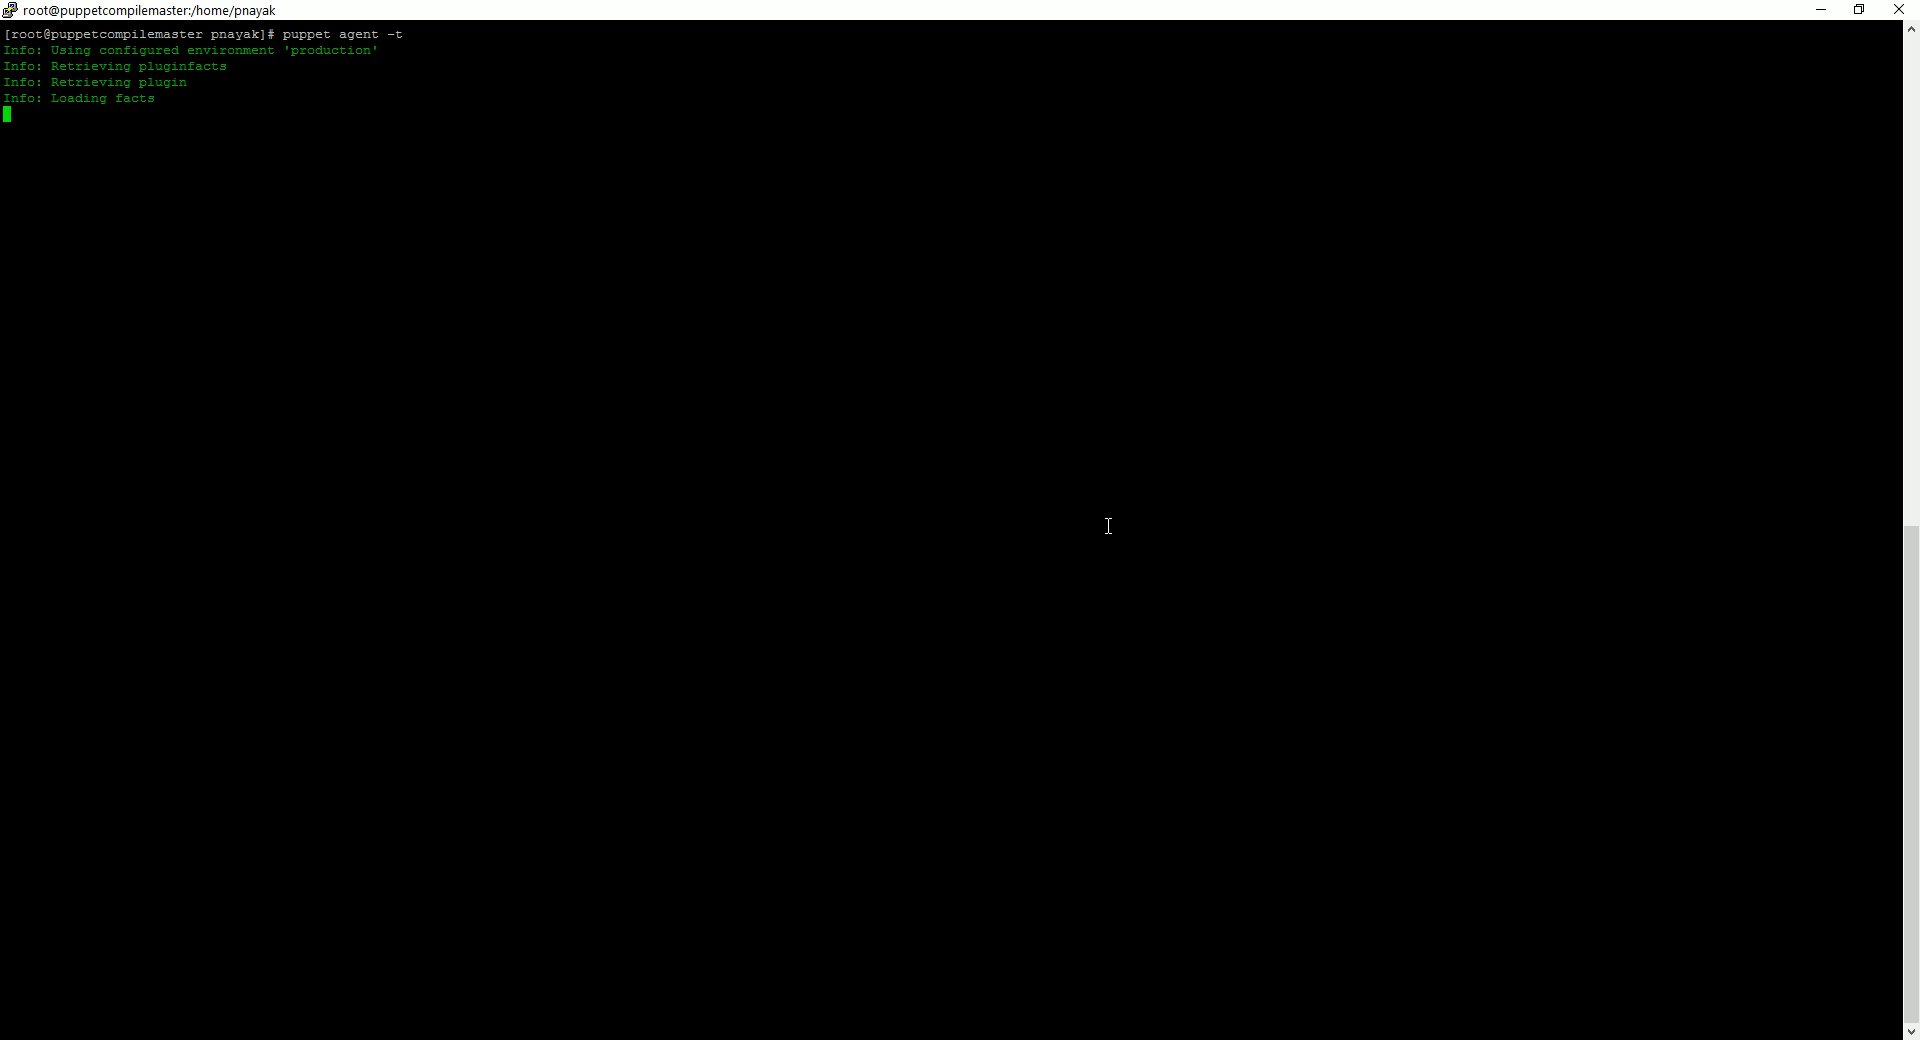 root@puppetcompilemaster:/home/pnayak
[root@puppetcompilemaster pnayak]# puppet agent -t
Info: Using configured environment 'production'
Info: Retrieving pluginfacts
Info: Retrieving plugin
Info: Loading facts